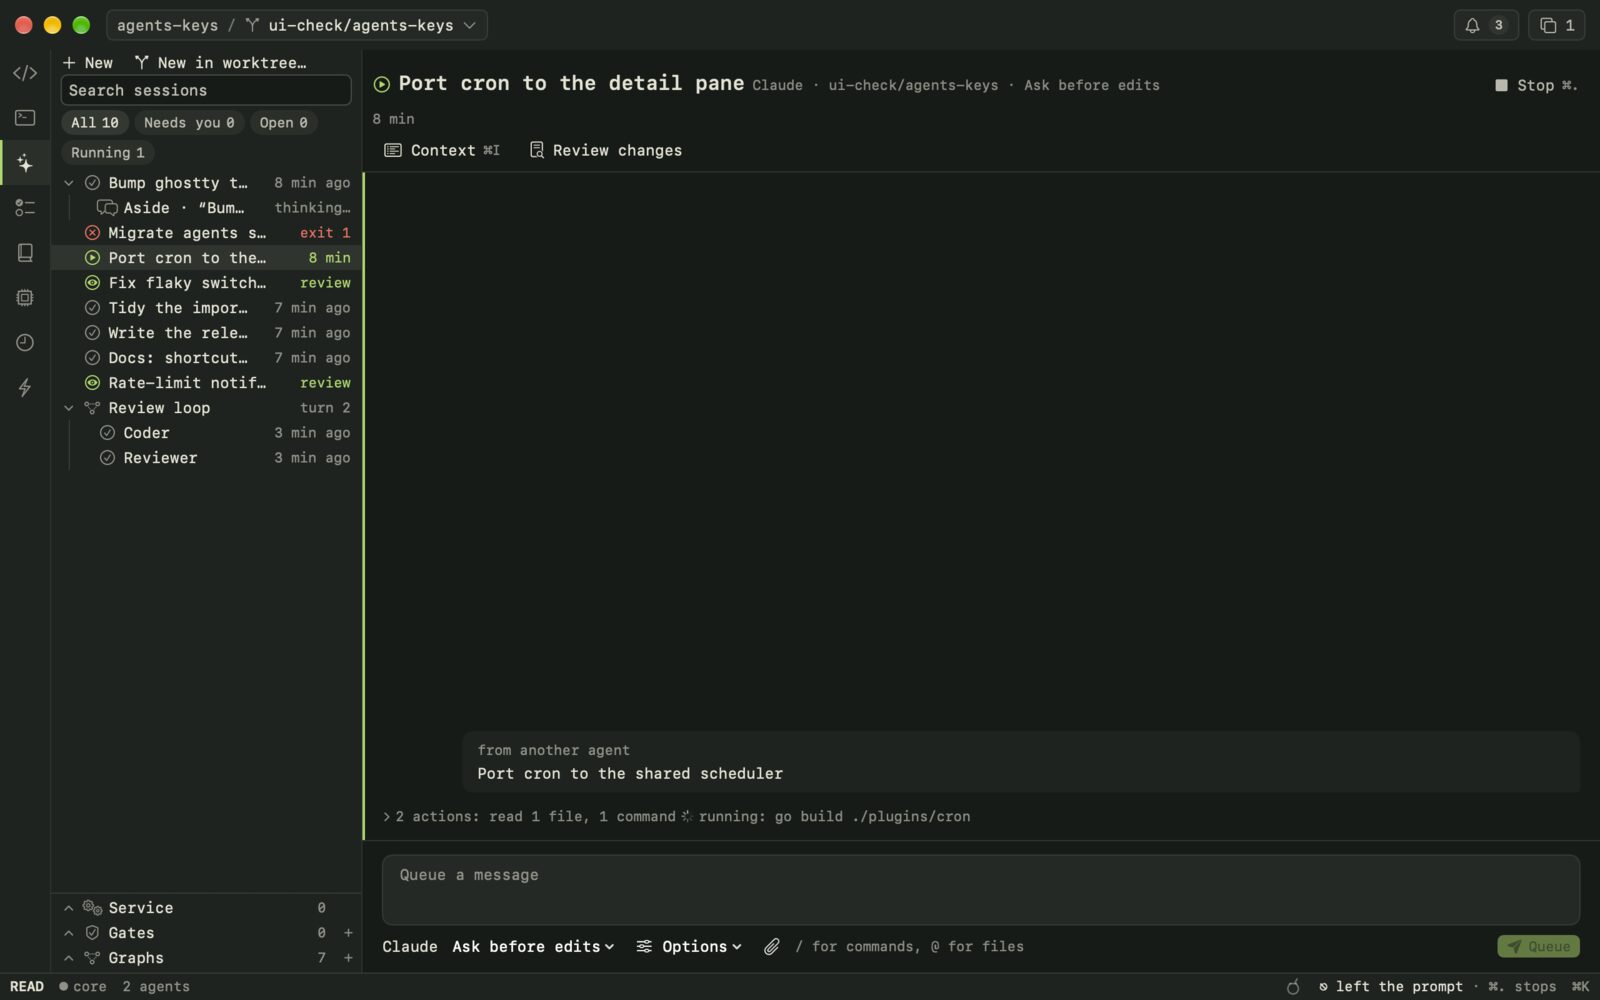 agents-keys / ui-check/agents-keys
3
1
+ New New in worktree…
Search sessions
All 10 Needs you 0 Open 0
Running 1
Bump ghostty t… 8 min ago
Aside · “Bum… thinking…
Migrate agents s… exit 1
Port cron to the… 8 min
Fix flaky switch… review
Tidy the impor… 7 min ago
Write the rele… 7 min ago
Docs: shortcut… 7 min ago
Rate-limit notif… review
Review loop turn 2
Coder 3 min ago
Reviewer 3 min ago
Service 0
Gates 0 +
Graphs 7 +
Port cron to the detail pane Claude · ui-check/agents-keys · Ask before edits
Stop ⌘.
8 min
Context ⌘I Review changes
from another agent
Port cron to the shared scheduler
2 actions: read 1 file, 1 command running: go build ./plugins/cron
Queue a message
Claude Ask before edits Options / for commands, @ for files
Queue
READ core 2 agents
left the prompt · ⌘. stops ⌘K